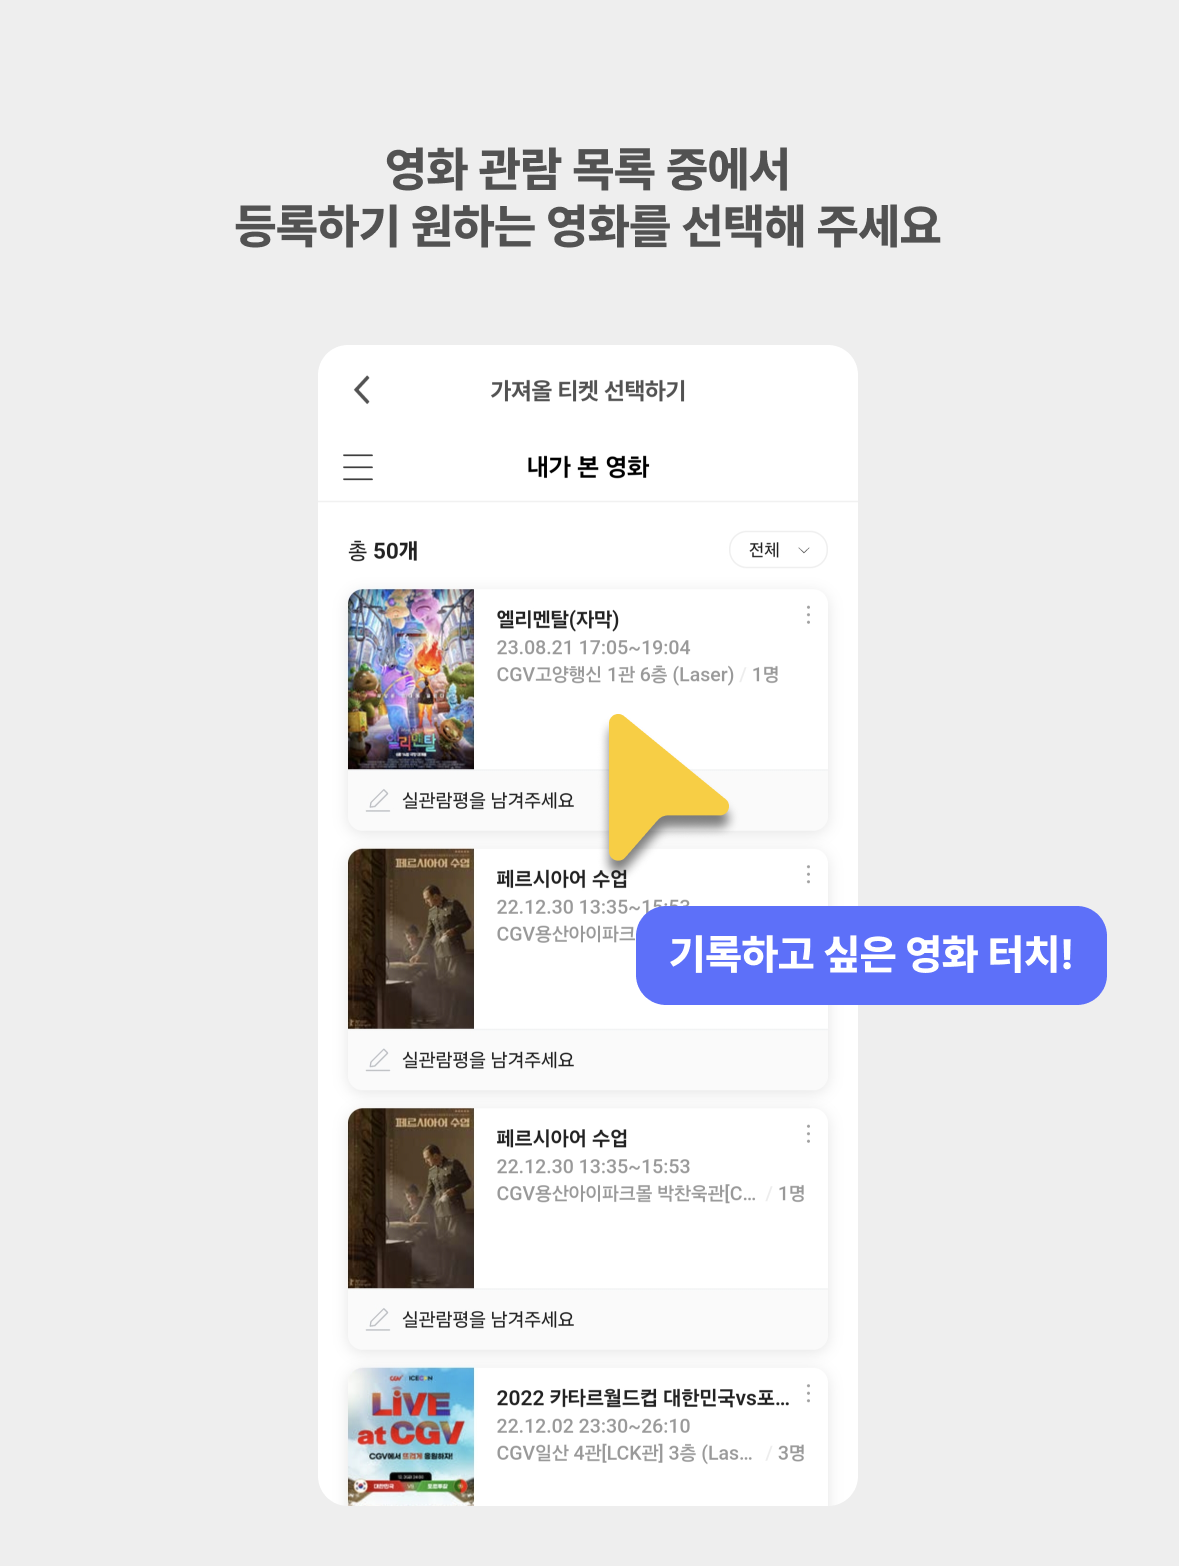 영화 관람 목록 중에서
등록하기 원하는 영화를 선택해 주세요
가져올 티켓 선택하기
내가 본 영화
총 50개
전체
엘리멘탈(자막)
23.08.21 17:05~19:04
CGV고양행신 1관 6층 (Laser) / 1명
엘리멘탈
실관람평을 남겨주세요
페르시아어 수업
페르시아어 수업
22.12.30 13:35~15:53
CGV용산아이파크
기록하고 싶은 영화 터치!
실관람평을 남겨주세요
페르시아어 수업
페르시아어 수업
22.12.30 13:35~15:53
CGV용산아이파크몰 박찬욱관[C... / 1명
실관람평을 남겨주세요
CGV ICECON
LIVE
at CGV
CGV에서 뜨겁게 응원하자!
대한민국 VS 포르투갈
2022 카타르월드컵 대한민국vs포...
22.12.02 23:30~26:10
CGV일산 4관[LCK관] 3층 (Las... / 3명